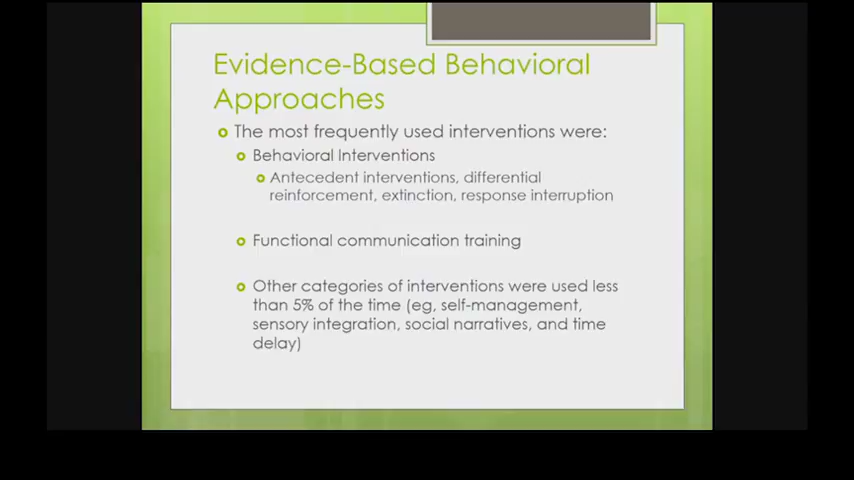 Evidence-Based Behavioral
Approaches
The most frequently used interventions were:
Behavioral Interventions
Antecedent interventions, differential
reinforcement, extinction, response interruption
Functional communication training
Other categories of interventions were used less
than 5% of the time (eg, self-management,
sensory integration, social narratives, and time
delay)